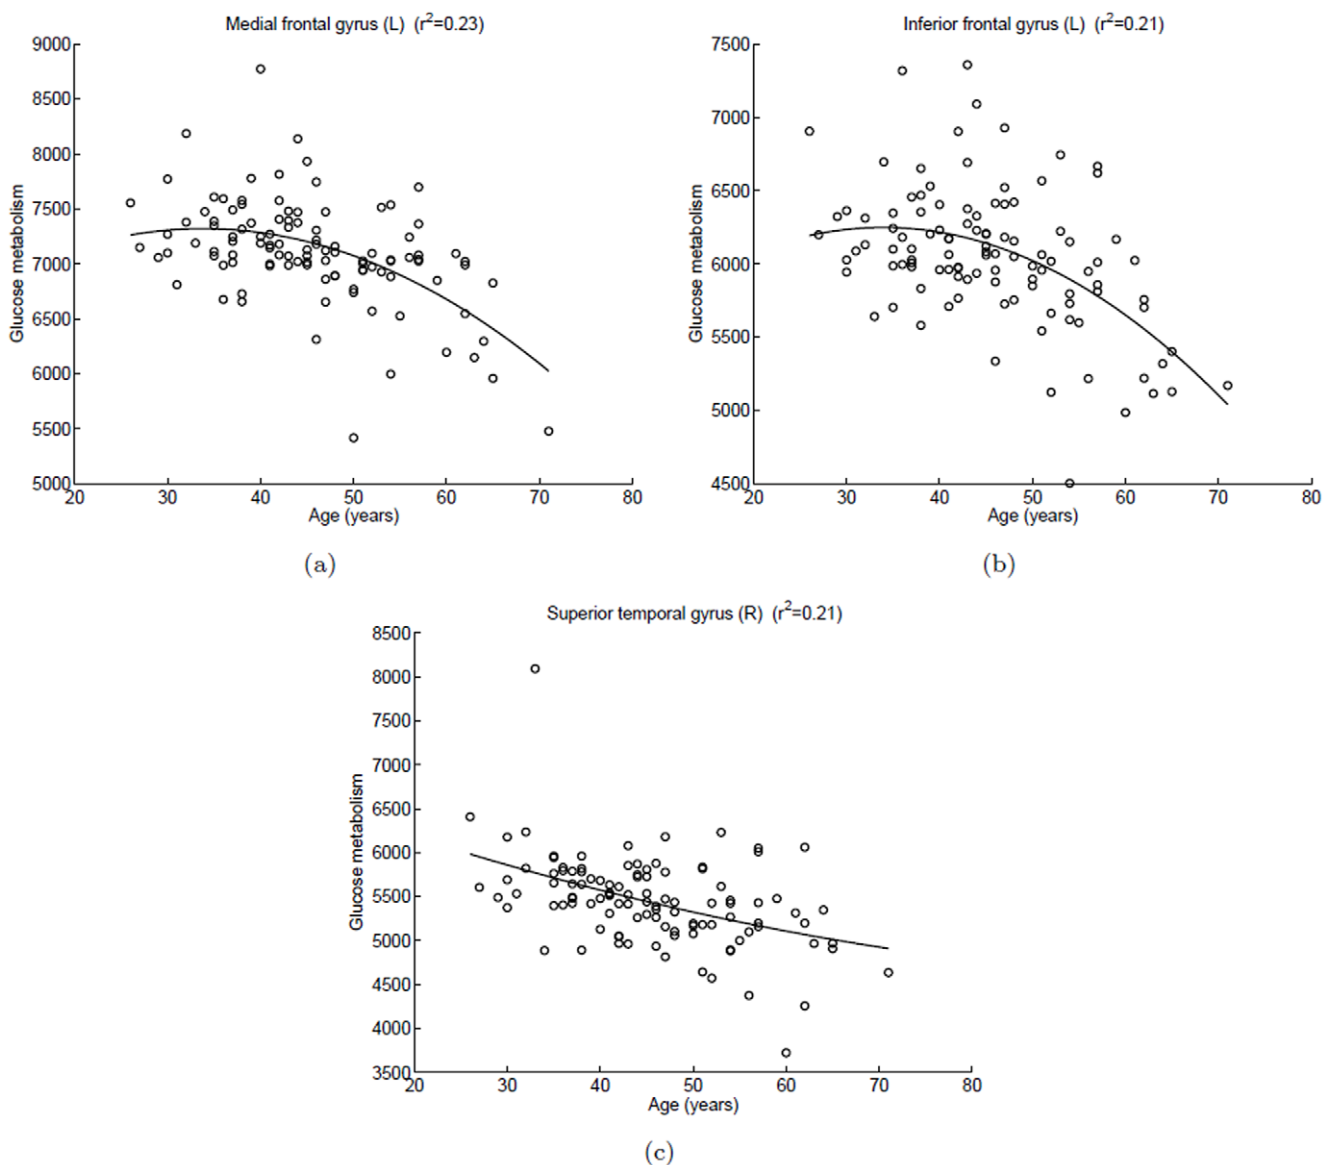 Medial frontal gyrus (L) (r²=0.23)
9000
8500
8000
7500
7000
6500
6000
5500
5000
Glucose metabolism
20 30 40 50 60 70 80
Age (years)
(a)
Inferior frontal gyrus (L) (r²=0.21)
7500
7000
6500
6000
5500
5000
4500
Glucose metabolism
20 30 40 50 60 70 80
Age (years)
(b)
Superior temporal gyrus (R) (r²=0.21)
8500
8000
7500
7000
6500
6000
5500
5000
4500
4000
3500
Glucose metabolism
20 30 40 50 60 70 80
Age (years)
(c)